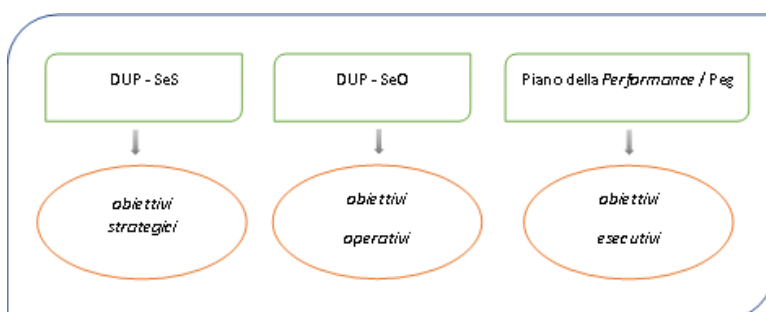 DUP - SeS
DUP - SeO
Piano della Performance / Peg
obiettivi
strategici
obiettivi
operativi
obiettivi
esecutivi